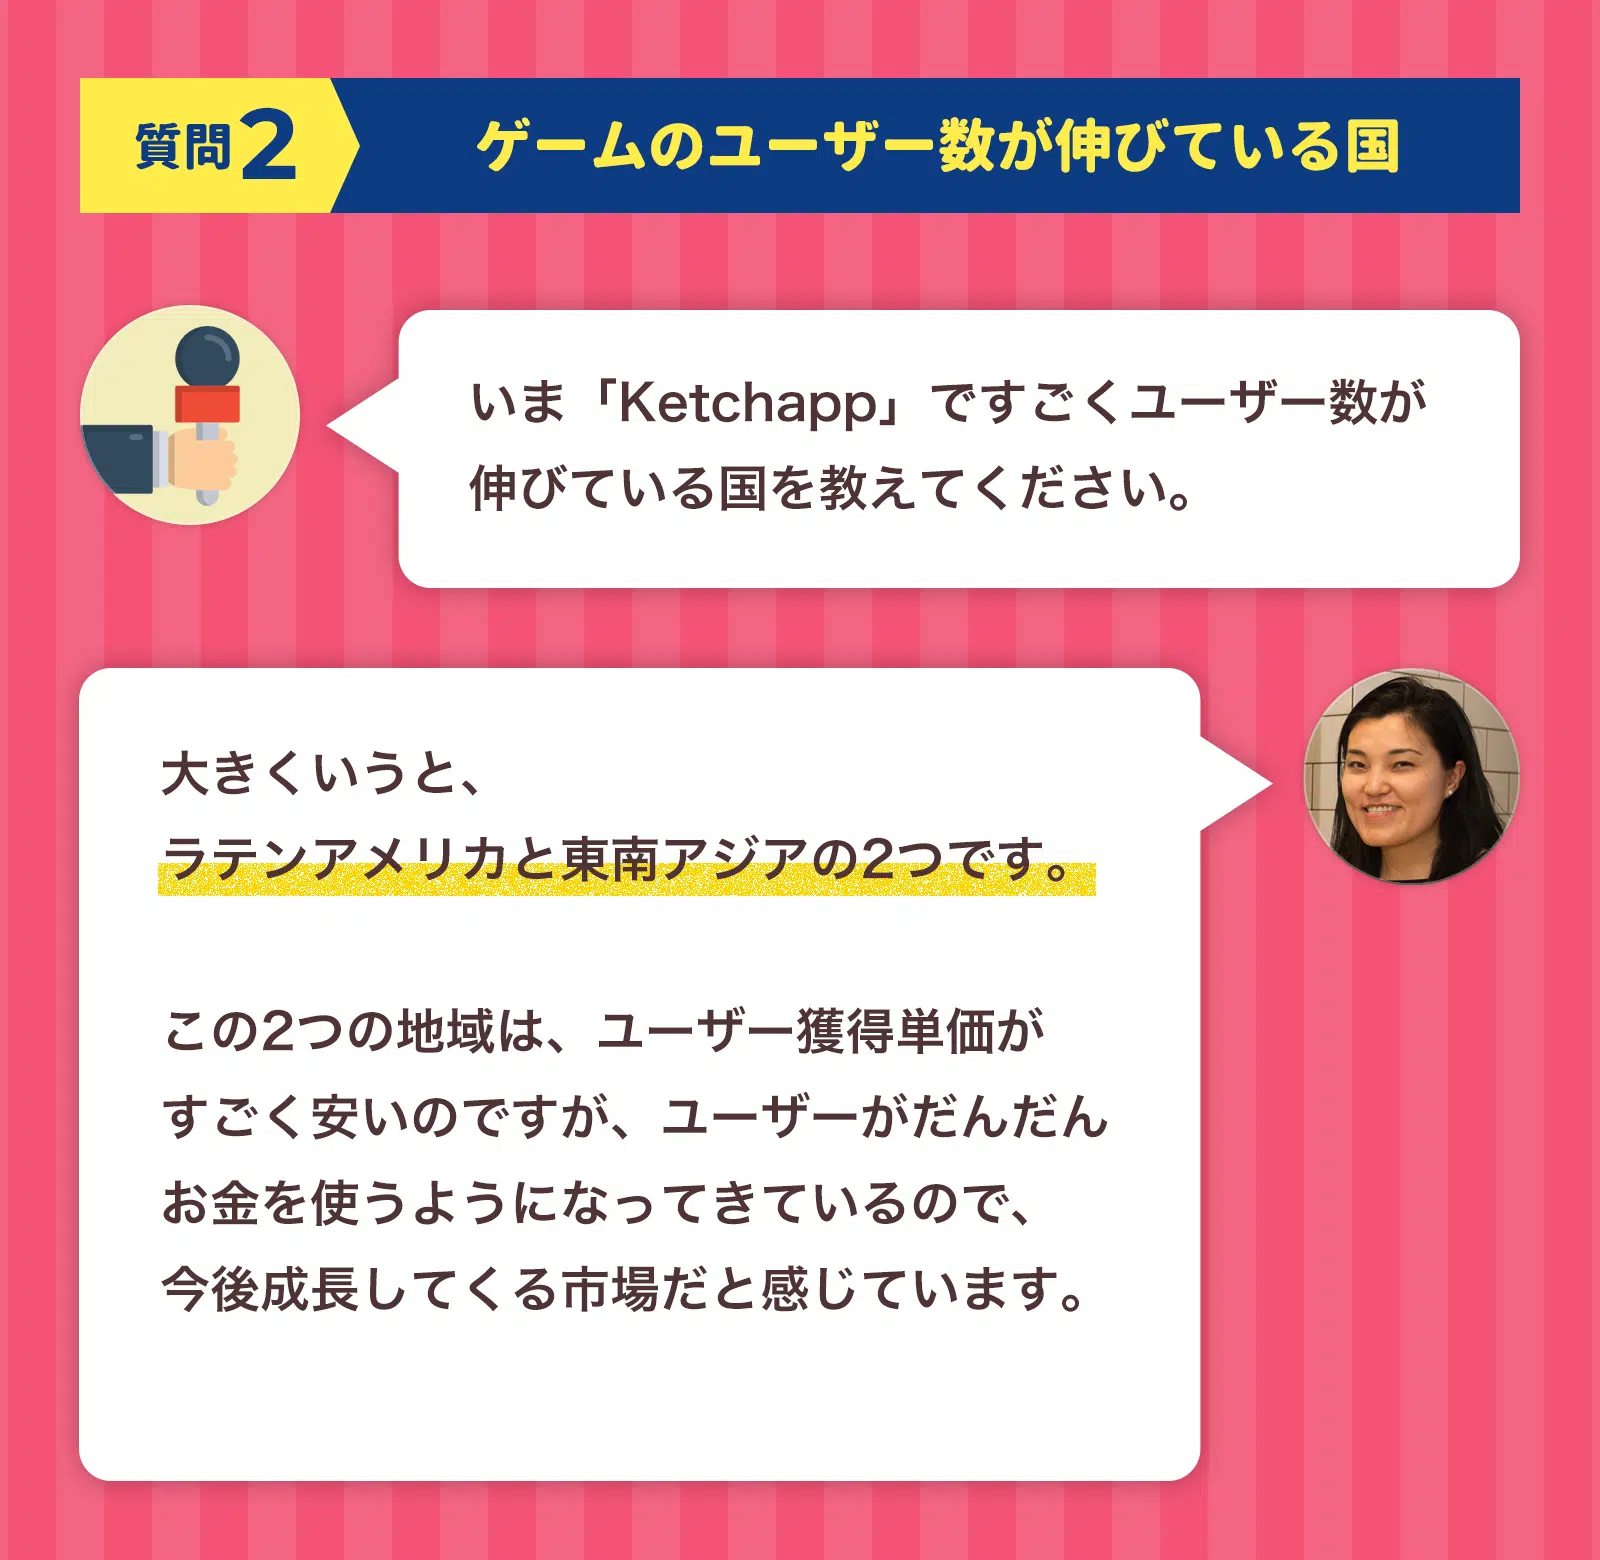 質問2
ゲームのユーザー数が伸びている国
いま「Ketchapp」ですごくユーザー数が
伸びている国を教えてください。
大きくいうと、
ラテンアメリカと東南アジアの2つです。
この2つの地域は、ユーザー獲得単価が
すごく安いのですが、ユーザーがだんだん
お金を使うようになってきているので、
今後成長してくる市場だと感じています。